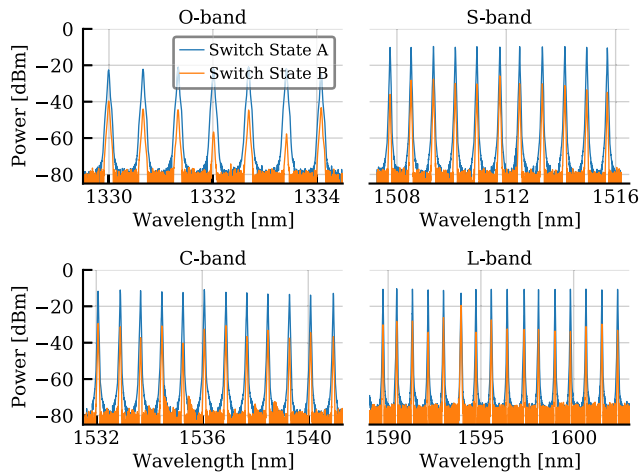 O-band
S-band
0
−20
−40
−60
−80
Power [dBm]
Switch State A
Switch State B
1330
1332
1334
1508
1512
1516
Wavelength [nm]
Wavelength [nm]
C-band
L-band
0
−20
−40
−60
−80
Power [dBm]
1532
1536
1540
1590
1595
1600
Wavelength [nm]
Wavelength [nm]